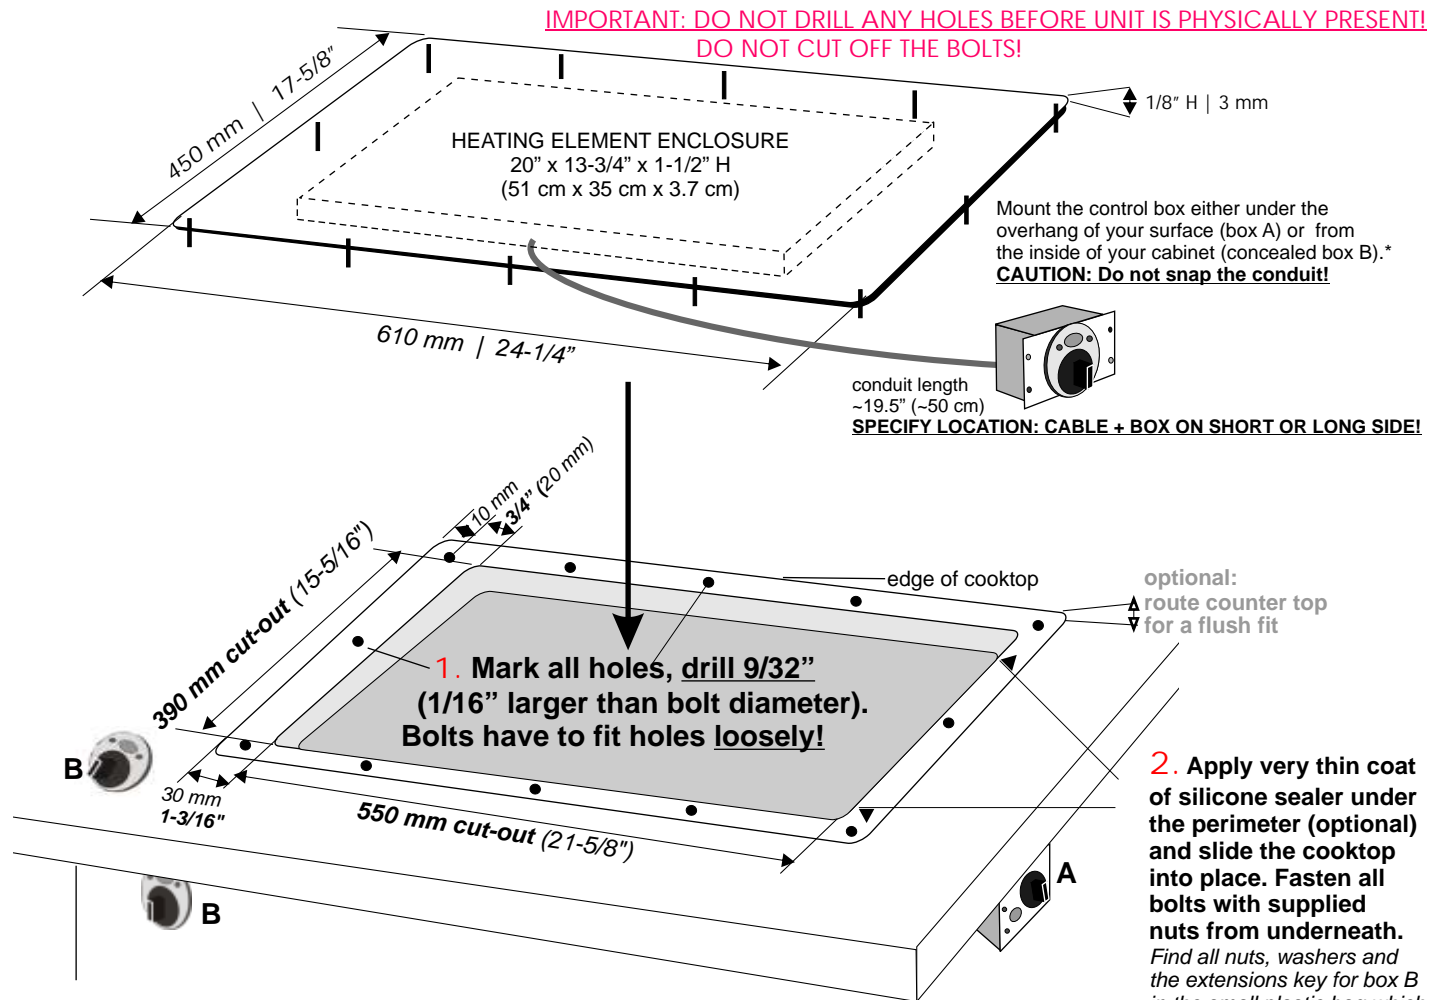 IMPORTANT: DO NOT DRILL ANY HOLES BEFORE UNIT IS PHYSICALLY PRESENT!
DO NOT CUT OFF THE BOLTS!
450 mm | 17-5/8"
1/8" H | 3 mm
HEATING ELEMENT ENCLOSURE
20” x 13-3/4” x 1-1/2” H
(51 cm x 35 cm x 3.7 cm)
Mount the control box either under the
overhang of your surface (box A) or from
the inside of your cabinet (concealed box B).*
CAUTION: Do not snap the conduit!
610 mm | 24-1/4”
conduit length
~19.5” (~50 cm)
SPECIFY LOCATION: CABLE + BOX ON SHORT OR LONG SIDE!
10 mm
3/4” (20 mm)
390 mm cut-out (15-5/16")
edge of cooktop
optional:
route counter top
for a flush fit
1. Mark all holes, drill 9/32”
(1/16” larger than bolt diameter).
Bolts have to fit holes loosely!
B
30 mm
1-3/16"
550 mm cut-out (21-5/8")
2. Apply very thin coat
of silicone sealer under
the perimeter (optional)
and slide the cooktop
into place. Fasten all
bolts with supplied
nuts from underneath.
A
B
Find all nuts, washers and
the extensions key for box B
in the small plastic bag which